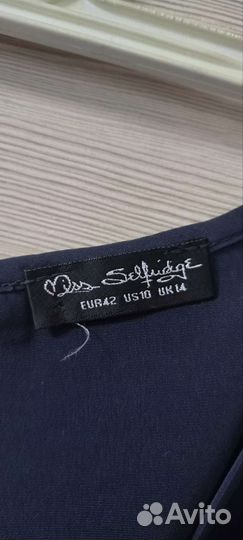 Miss Selfridge
EUR42 US10 UK14
Avito